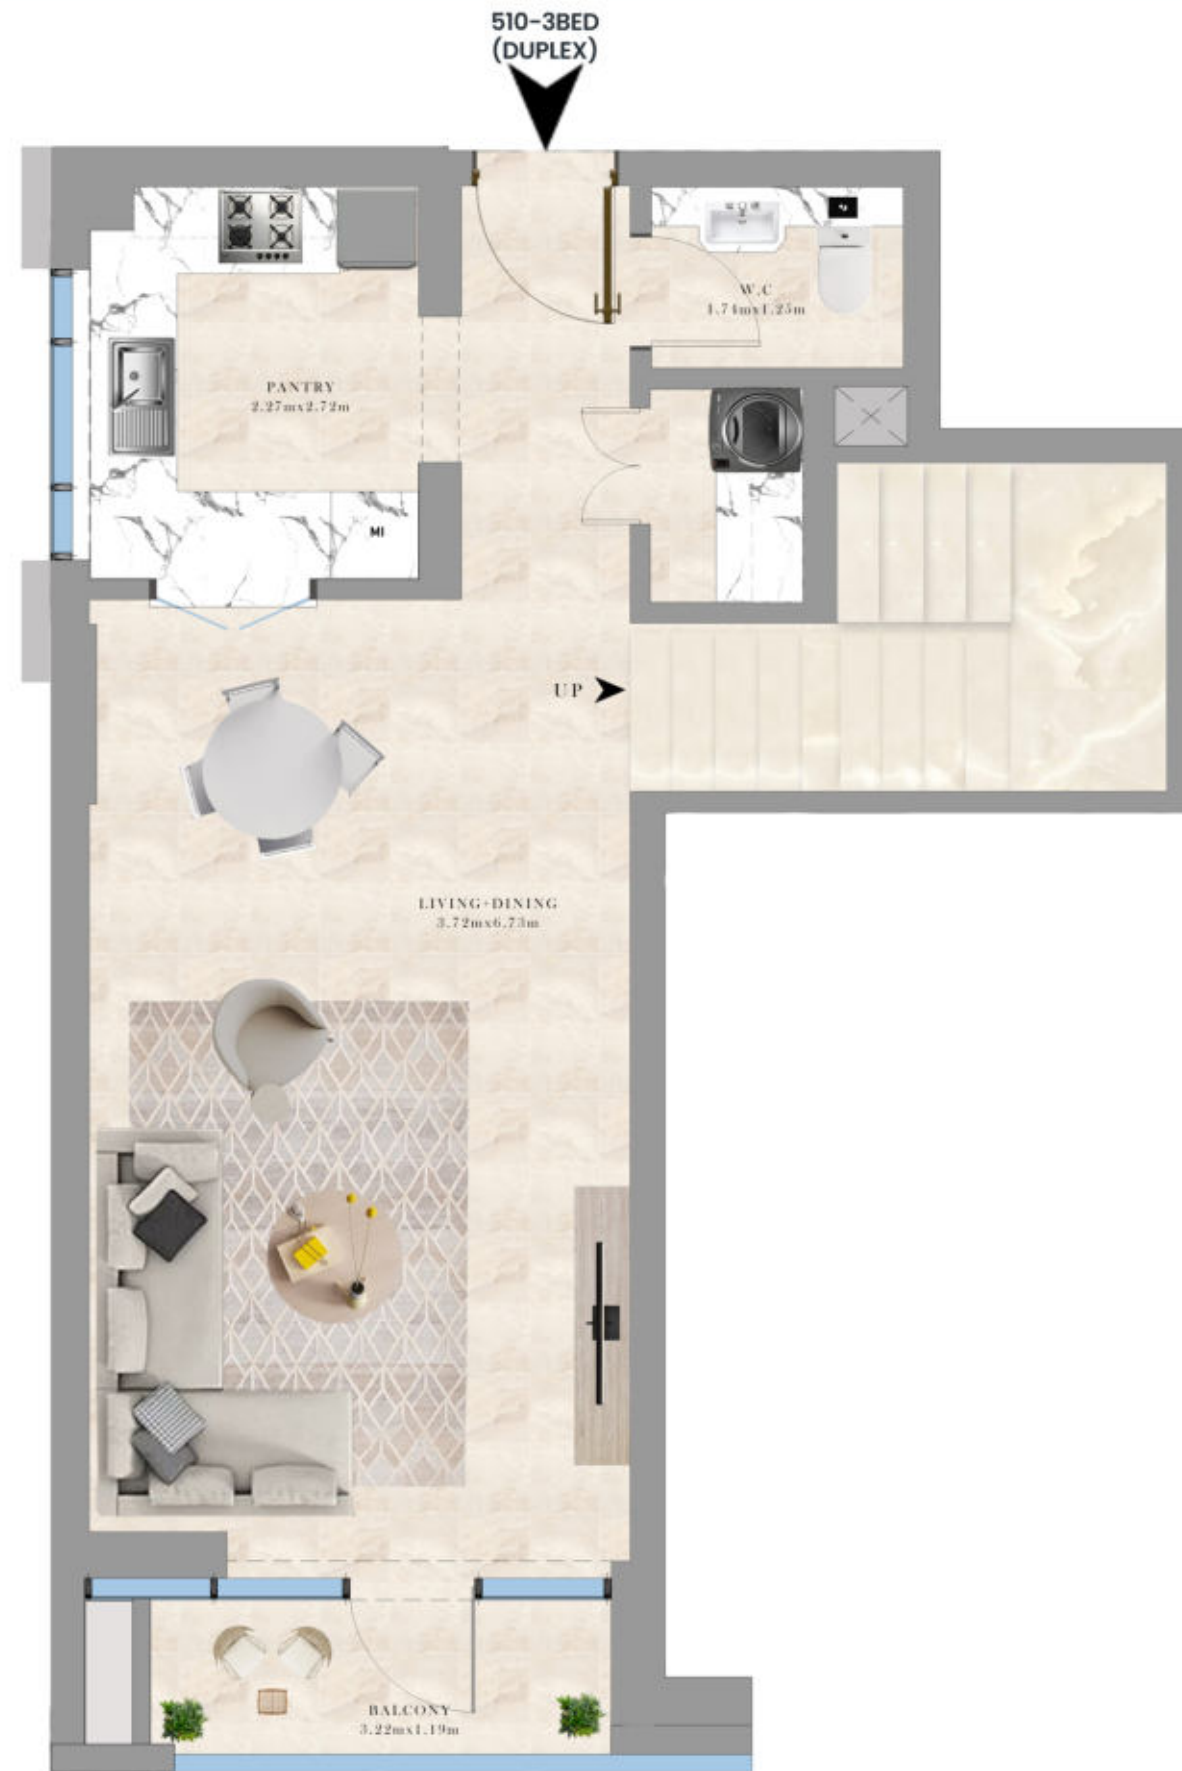 510-3BED
(DUPLEX)
W.C
1.74mx1.25m
PANTRY
2.27mx2.72m
MI
UP
LIVING+DINING
3.72mx6.73m
BALCONY
3.22mx1.19m